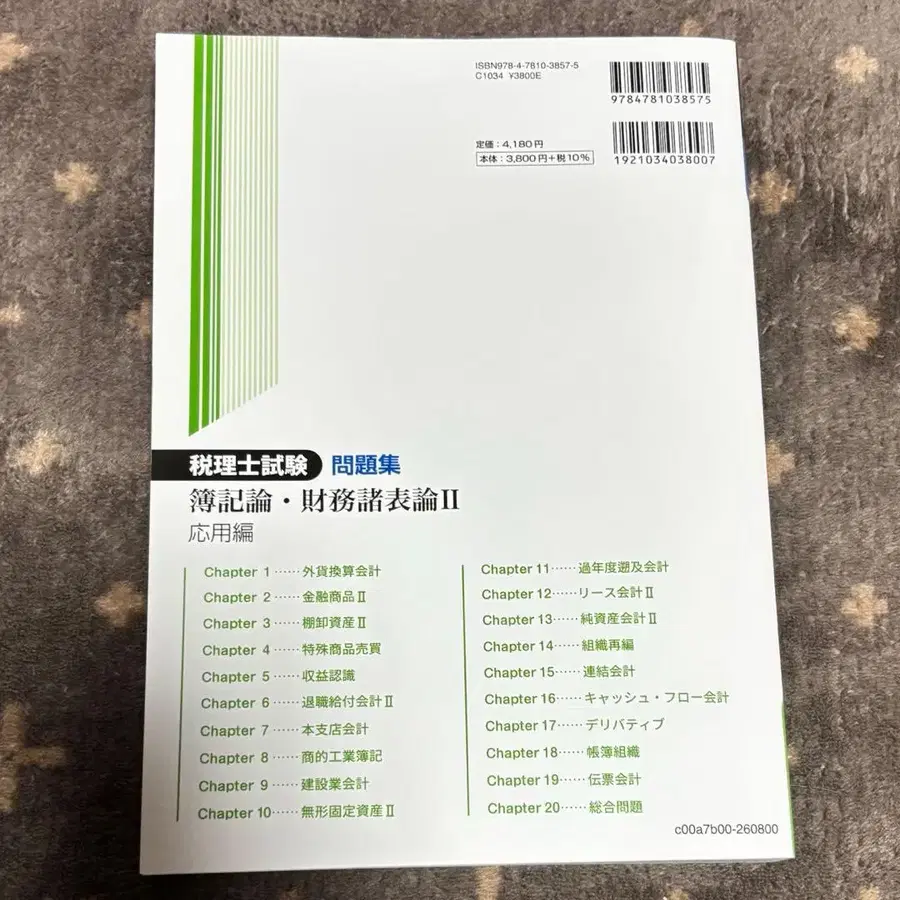 ISBN978-4-7810-3857-5
C1034 ¥3800E
9784781038575
定価：4,180円
本体：3,800円＋税10%
1921034038007
税理士試験 問題集
簿記論・財務諸表論Ⅱ
応用編
Chapter 1……外貨換算会計
Chapter 2……金融商品Ⅱ
Chapter 3……棚卸資産Ⅱ
Chapter 4……特殊商品売買
Chapter 5……収益認識
Chapter 6……退職給付会計Ⅱ
Chapter 7……本支店会計
Chapter 8……商的工業簿記
Chapter 9……建設業会計
Chapter 10……無形固定資産Ⅱ
Chapter 11……過年度遡及会計
Chapter 12……リース会計Ⅱ
Chapter 13……純資産会計Ⅱ
Chapter 14……組織再編
Chapter 15……連結会計
Chapter 16……キャッシュ・フロー会計
Chapter 17……デリバティブ
Chapter 18……帳簿組織
Chapter 19……伝票会計
Chapter 20……総合問題
c00a7b00-260800